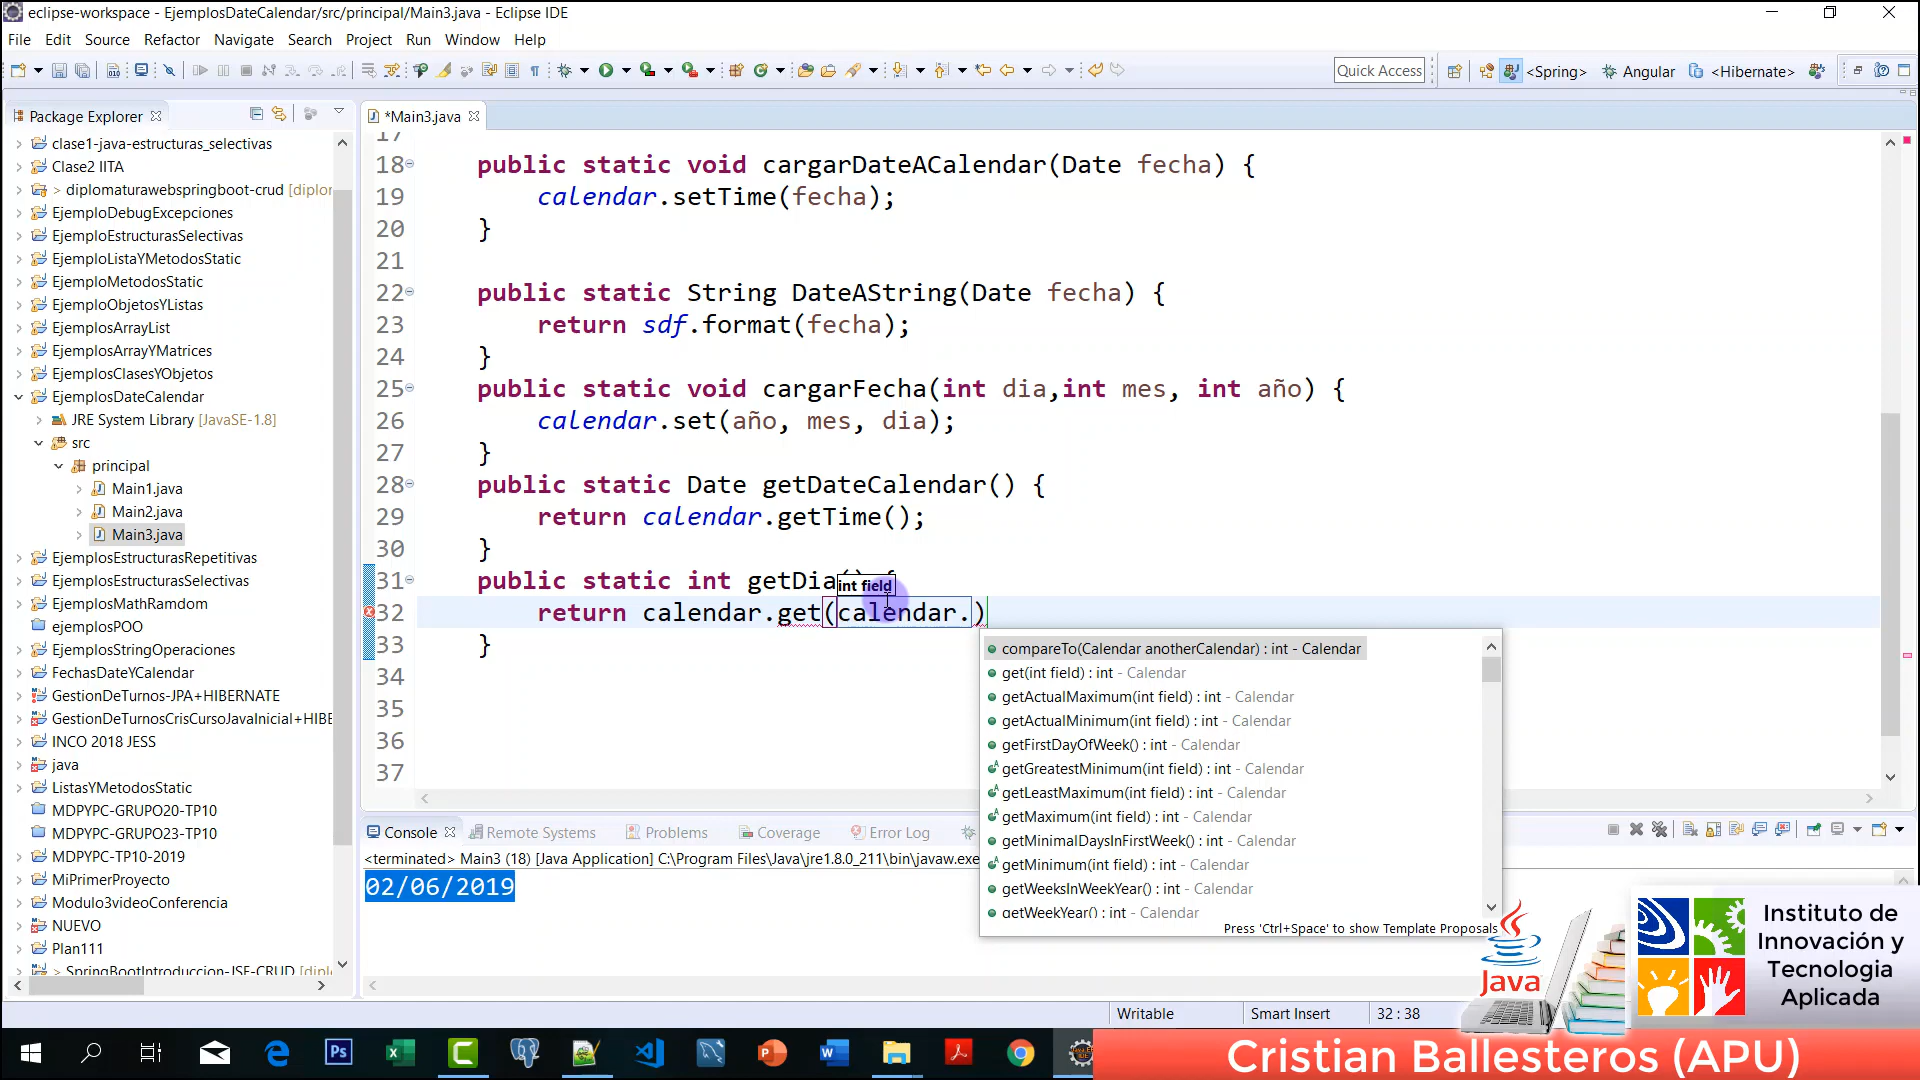 eclipse-workspace - EjemplosDateCalendar/src/principal/Main3.java - Eclipse IDE
File Edit Source Refactor Navigate Search Project Run Window Help
Quick Access <Spring> Angular <Hibernate>
Package Explorer
clase1-java-estructuras_selectivas
Clase2 IITA
> diplomaturawebspringboot-crud [diplor
EjemploDebugExcepciones
EjemploEstructurasSelectivas
EjemploListaYMetodosStatic
EjemploMetodosStatic
EjemploObjetosYListas
EjemplosArrayList
EjemplosArrayYMatrices
EjemplosClasesYObjetos
EjemplosDateCalendar
JRE System Library [JavaSE-1.8]
src
principal
Main1.java
Main2.java
Main3.java
EjemplosEstructurasRepetitivas
EjemplosEstructurasSelectivas
EjemplosMathRamdom
ejemplosPOO
EjemplosStringOperaciones
FechasDateYCalendar
GestionDeTurnos-JPA+HIBERNATE
GestionDeTurnosCrisCursoJavaInicial+HIBE
INCO 2018 JESS
java
ListasYMetodosStatic
MDPYPC-GRUPO20-TP10
MDPYPC-GRUPO23-TP10
MDPYPC-TP10-2019
MiPrimerProyecto
Modulo3videoConferencia
NUEVO
Plan111
> SpringBootIntroduccion-JSF-CRUD [diple
*Main3.java
17
18 public static void cargarDateACalendar(Date fecha) {
19 calendar.setTime(fecha);
20 }
21
22 public static String DateAString(Date fecha) {
23 return sdf.format(fecha);
24 }
25 public static void cargarFecha(int dia,int mes, int año) {
26 calendar.set(año, mes, dia);
27 }
28 public static Date getDateCalendar() {
29 return calendar.getTime();
30 }
31 public static int getDia() {
int field
32 return calendar.get(calendar.)
33 }
34
35
36
37
compareTo(Calendar anotherCalendar) : int - Calendar
get(int field) : int - Calendar
getActualMaximum(int field) : int - Calendar
getActualMinimum(int field) : int - Calendar
getFirstDayOfWeek() : int - Calendar
getGreatestMinimum(int field) : int - Calendar
getLeastMaximum(int field) : int - Calendar
getMaximum(int field) : int - Calendar
getMinimalDaysInFirstWeek() : int - Calendar
getMinimum(int field) : int - Calendar
getWeeksInWeekYear() : int - Calendar
getWeekYear() : int - Calendar
Press 'Ctrl+Space' to show Template Proposals
Console Remote Systems Problems Coverage Error Log
<terminated> Main3 (18) [Java Application] C:\Program Files\Java\jre1.8.0_211\bin\javaw.exe
02/06/2019
Writable Smart Insert 32 : 38
Java
Instituto de
Innovación y
Tecnologia
Aplicada
Cristian Ballesteros (APU)